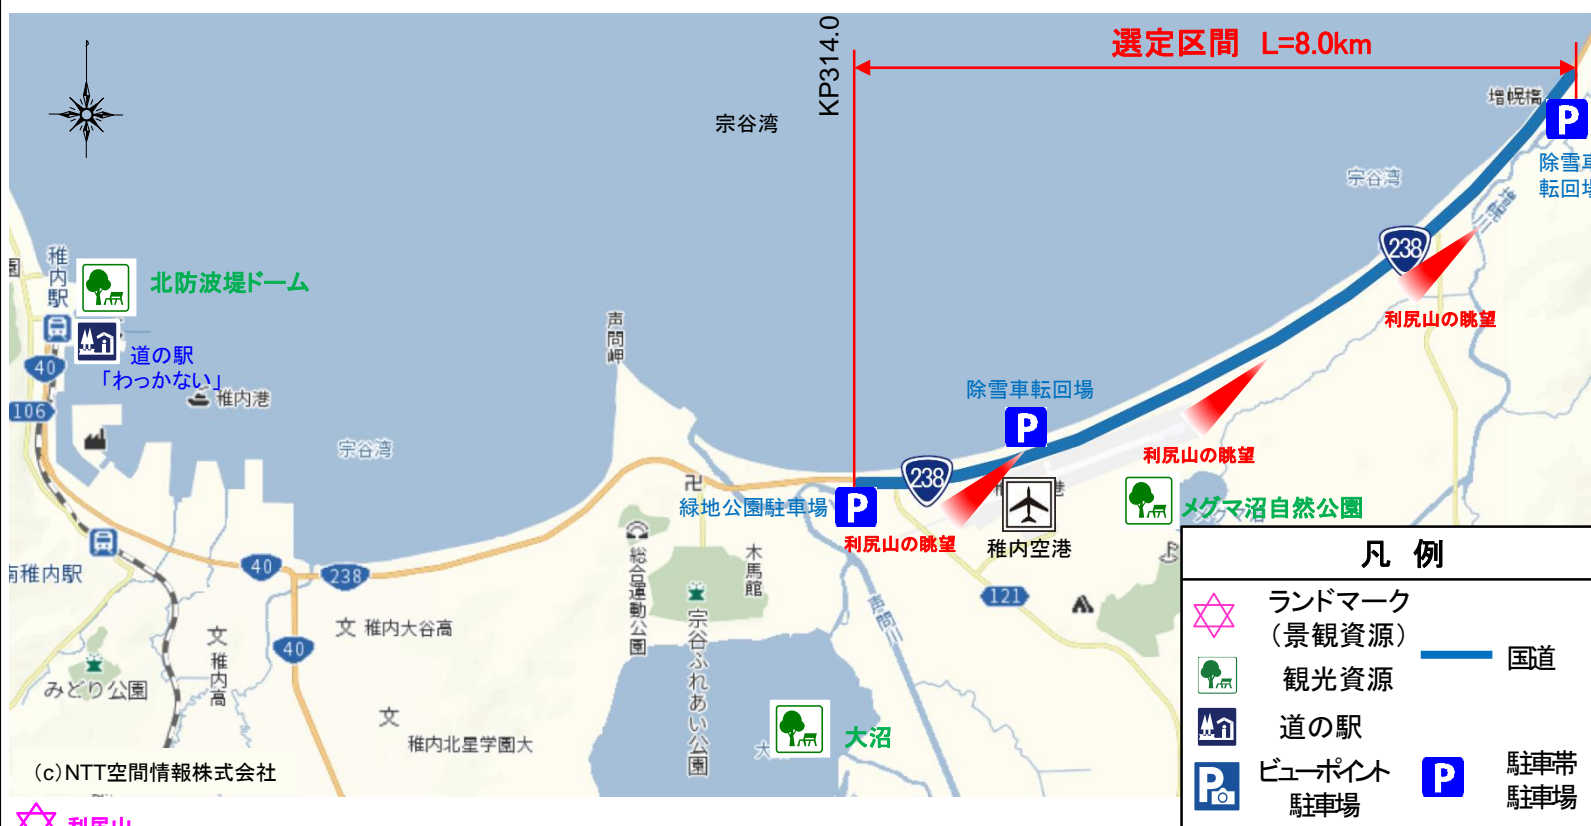 選定区間 L=8.0km
KP314.0
宗谷湾
増幌橋
P
除雪車
転回場
宗谷湾
238
利尻山の眺望
稚内駅
北防波堤ドーム
道の駅
「わっかない」
40
106
稚内港
宗谷湾
声問岬
除雪車転回場
P
利尻山の眺望
238
緑地公園駐車場
P
利尻山の眺望
稚内空港
メグマ沼自然公園
南稚内駅
40
238
40
121
声問川
総合運動公園
木馬館
宗谷ふれあい公園
文 稚内大谷高
文 稚内高
みどり公園
文
稚内北星学園大
大沼
(c)NTT空間情報株式会社
利尻山
凡 例
ランドマーク
(景観資源)
国道
観光資源
道の駅
P
ビューポイント
駐車場
P
駐車帯
駐車場